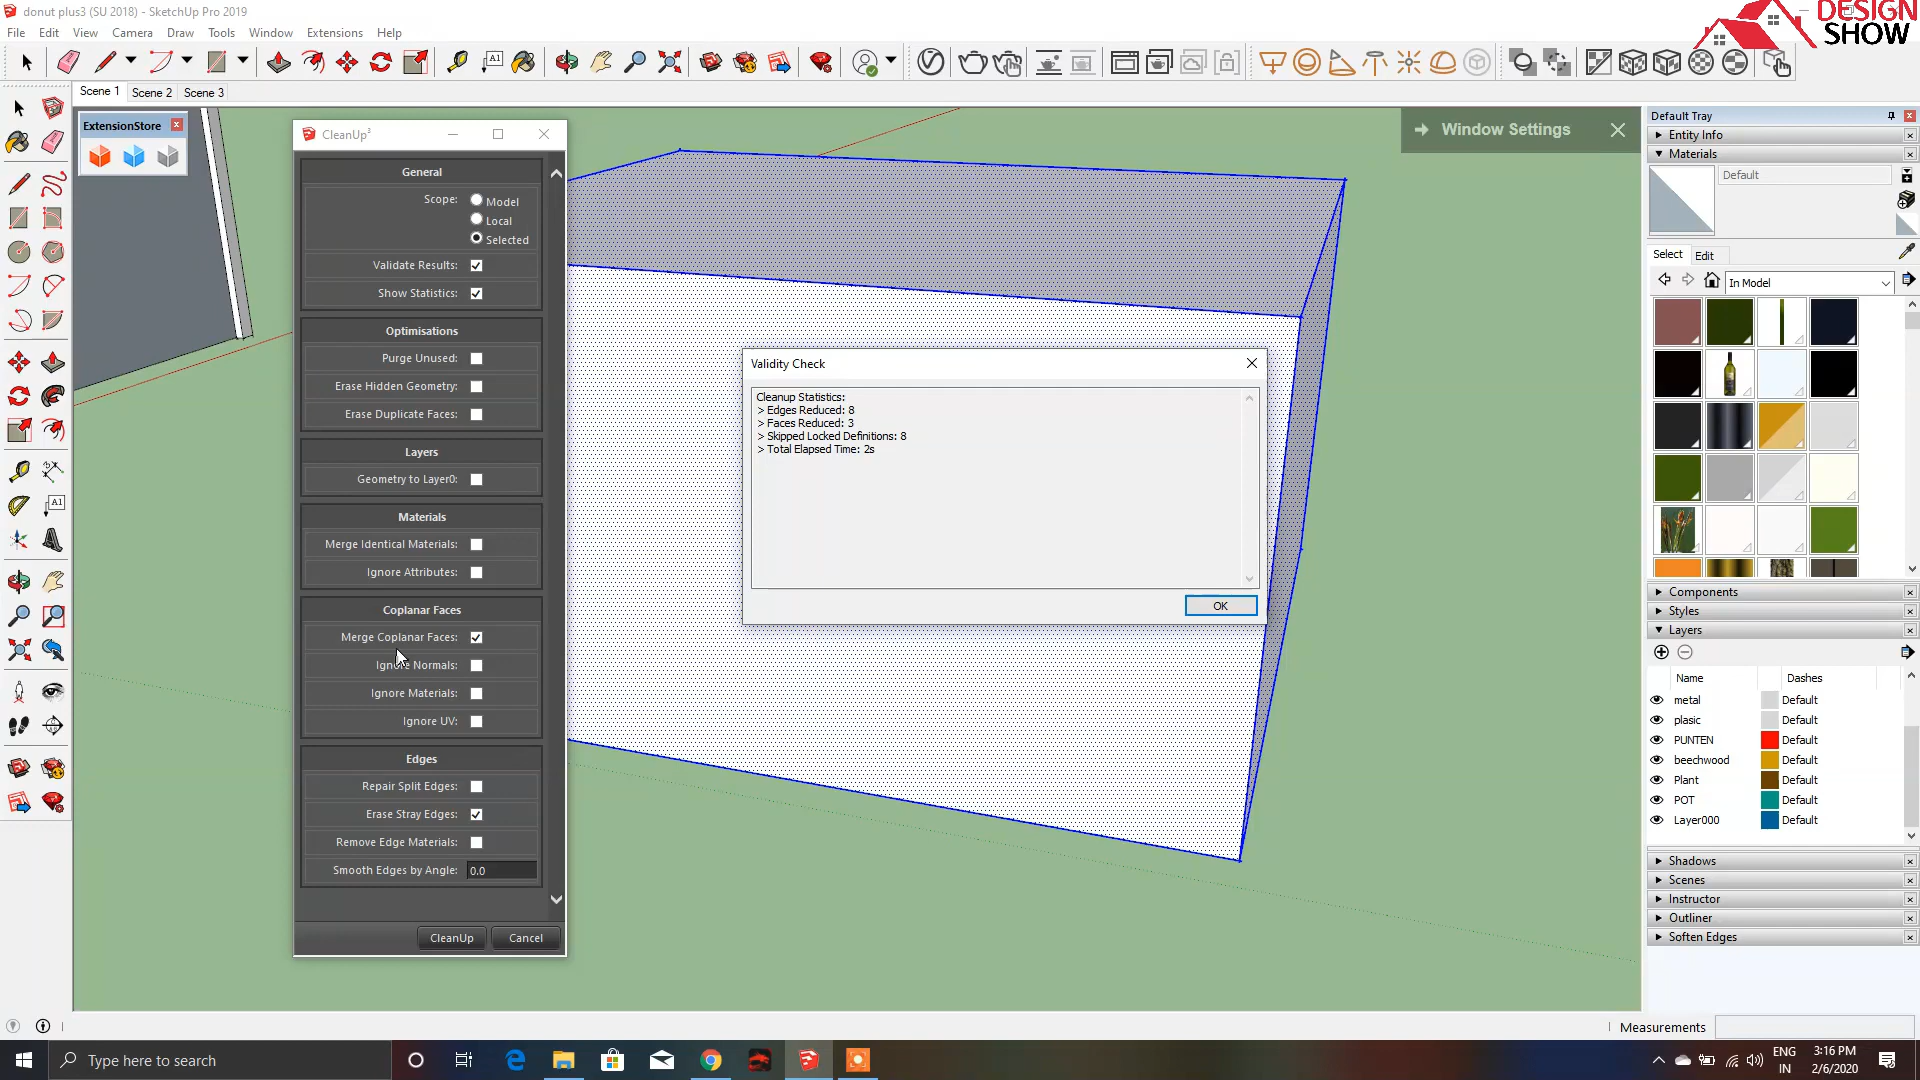 donut plus3 (SU 2018) - SketchUp Pro 2019
DESIGN
SHOW
File Edit View Camera Draw Tools Window Extensions Help
Scene 1 Scene 2 Scene 3
ExtensionStore
CleanUp³
General
Scope:
Model
Local
Selected
Validate Results:
Show Statistics:
Optimisations
Purge Unused:
Erase Hidden Geometry:
Erase Duplicate Faces:
Layers
Geometry to Layer0:
Materials
Merge Identical Materials:
Ignore Attributes:
Coplanar Faces
Merge Coplanar Faces:
Ignore Normals:
Ignore Materials:
Ignore UV:
Edges
Repair Split Edges:
Erase Stray Edges:
Remove Edge Materials:
Smooth Edges by Angle: 0.0
CleanUp Cancel
Window Settings
Validity Check
Cleanup Statistics:
> Edges Reduced: 8
> Faces Reduced: 3
> Skipped Locked Definitions: 8
> Total Elapsed Time: 2s
OK
Default Tray
Entity Info
Materials
Default
Select Edit
In Model
Components
Styles
Layers
Name Dashes
metal Default
plasic Default
PUNTEN Default
beechwood Default
Plant Default
POT Default
Layer000 Default
Shadows
Scenes
Instructor
Outliner
Soften Edges
Measurements
Type here to search
ENG
IN
3:16 PM
2/6/2020